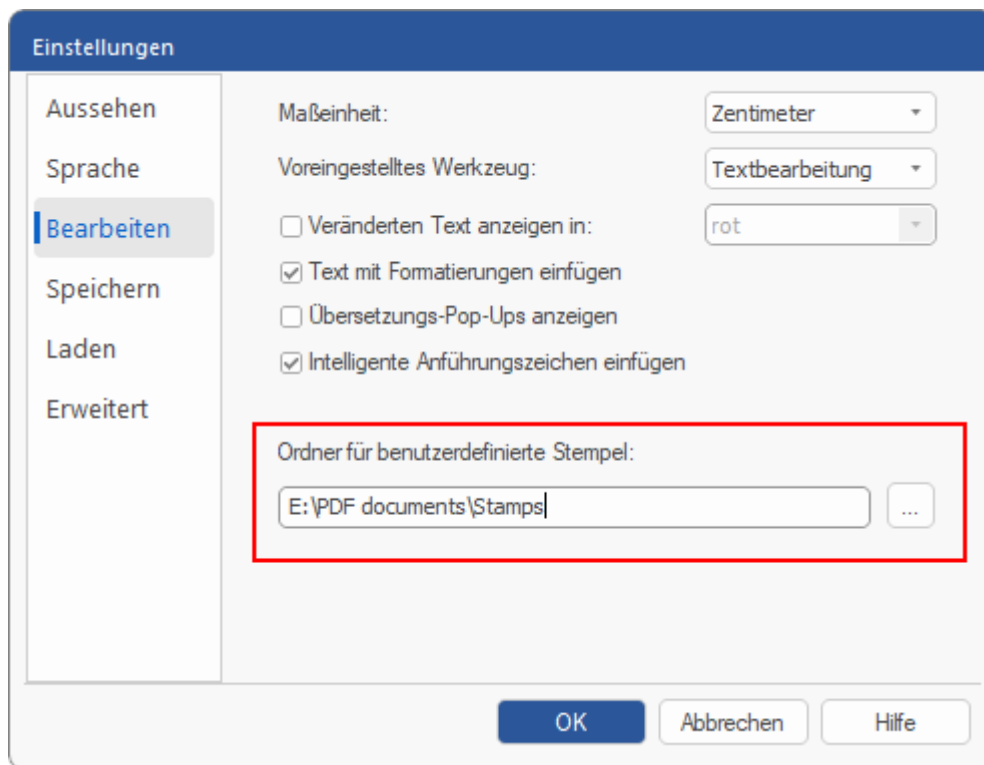 Einstellungen
Aussehen
Sprache
Bearbeiten
Speichern
Laden
Erweitert
Maßeinheit: Zentimeter
Voreingestelltes Werkzeug: Textbearbeitung
Veränderten Text anzeigen in: rot
Text mit Formatierungen einfügen
Übersetzungs-Pop-Ups anzeigen
Intelligente Anführungszeichen einfügen
Ordner für benutzerdefinierte Stempel:
E:\PDF documents\Stamps ...
OK Abbrechen Hilfe